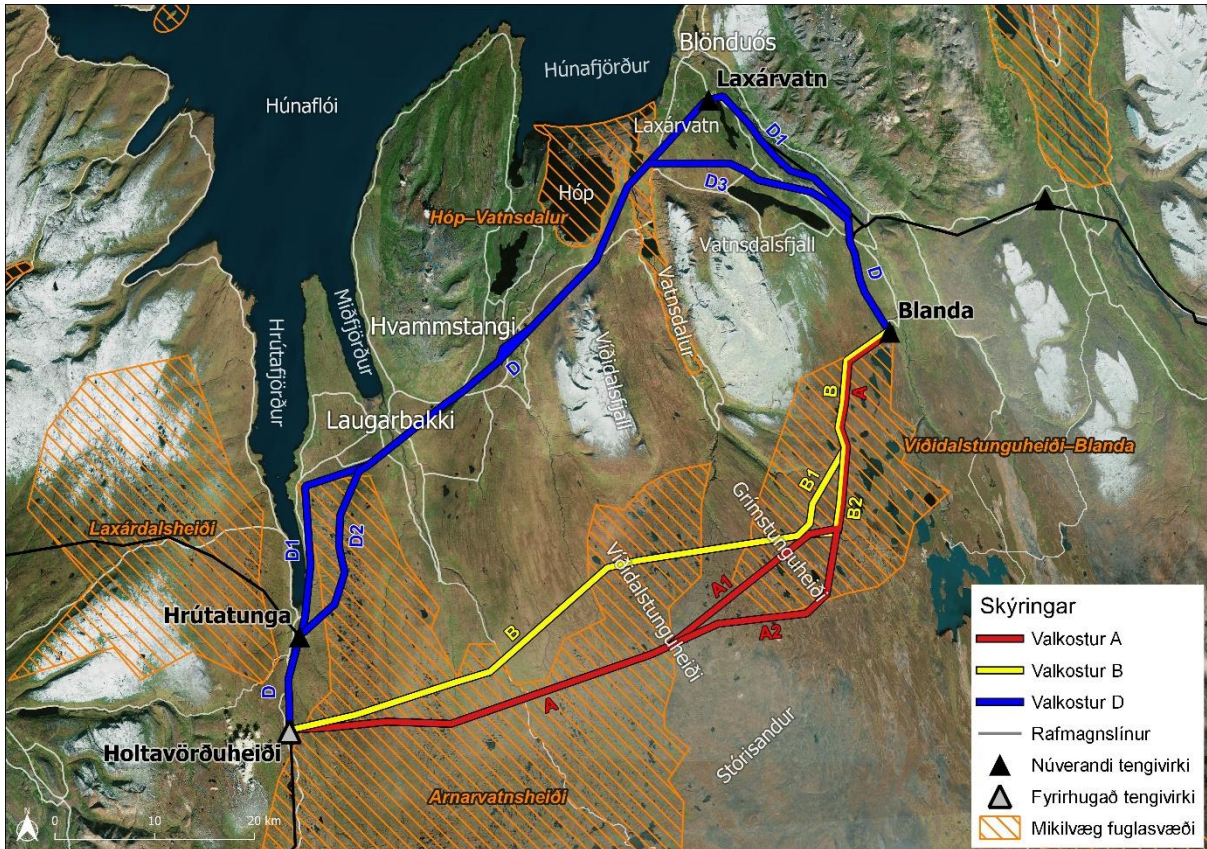 Blönduós
Húnafjörður
Laxárvatn
Húnaflói
Laxárvatn
D1
Hóp
D3
Hóp–Vatnsdalur
Vatnsdalsfjall
D
Vatnsdalur
Miðfjörður
Hvammstangi
Blanda
Hrútafjörður
Víðidalsfjall
D
B
A
Laugarbakki
Víðidalstunguheiði–Blanda
B1
Grímstunguheiði
B2
Laxárdalsheiði
D1
D2
Víðidalstunguheiði
A1
Hrútatunga
B
A2
D
A
Holtavörðuheiði
Stórisandur
Arnarvatnsheiði
N
0 10 20 km
Skýringar
Valkostur A
Valkostur B
Valkostur D
Rafmagnslínur
Núverandi tengivirki
Fyrirhugað tengivirki
Mikilvæg fuglasvæði